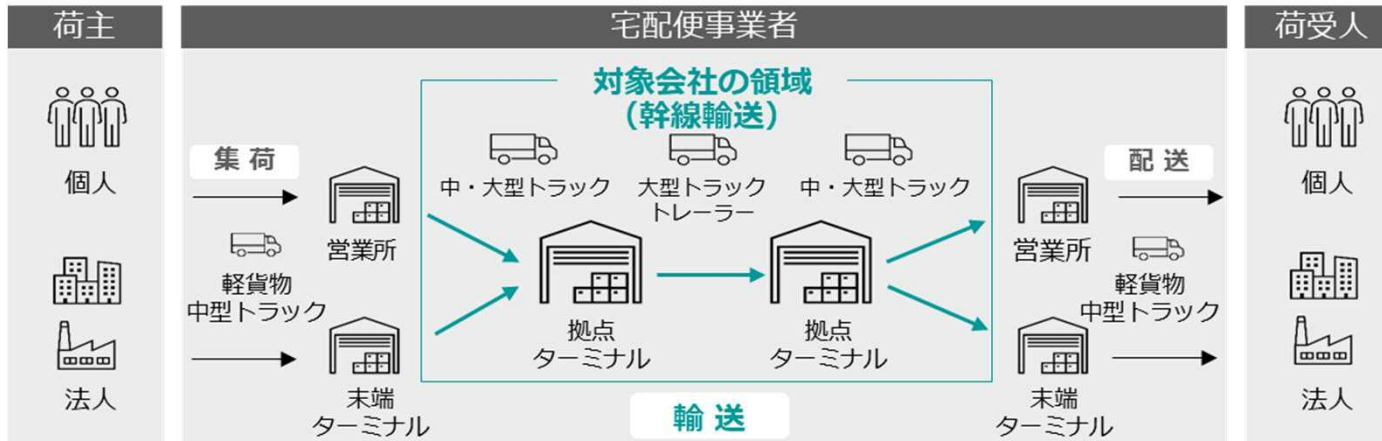 荷主
宅配便事業者
荷受人
対象会社の領域
（幹線輸送）
個人
集荷
軽貨物
中型トラック
法人
営業所
末端
ターミナル
中・大型トラック
大型トラック
トレーラー
中・大型トラック
拠点
ターミナル
拠点
ターミナル
輸送
営業所
末端
ターミナル
配送
軽貨物
中型トラック
個人
法人